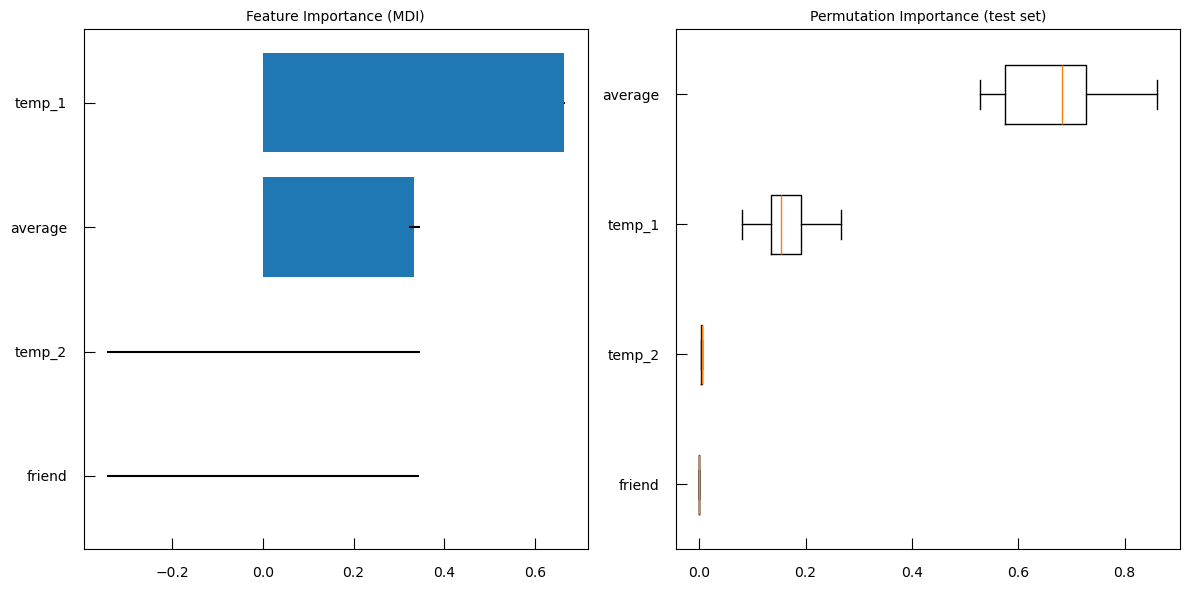 Feature Importance (MDI)
temp_1
average
temp_2
friend
−0.2 0.0 0.2 0.4 0.6
Permutation Importance (test set)
average
temp_1
temp_2
friend
0.0 0.2 0.4 0.6 0.8